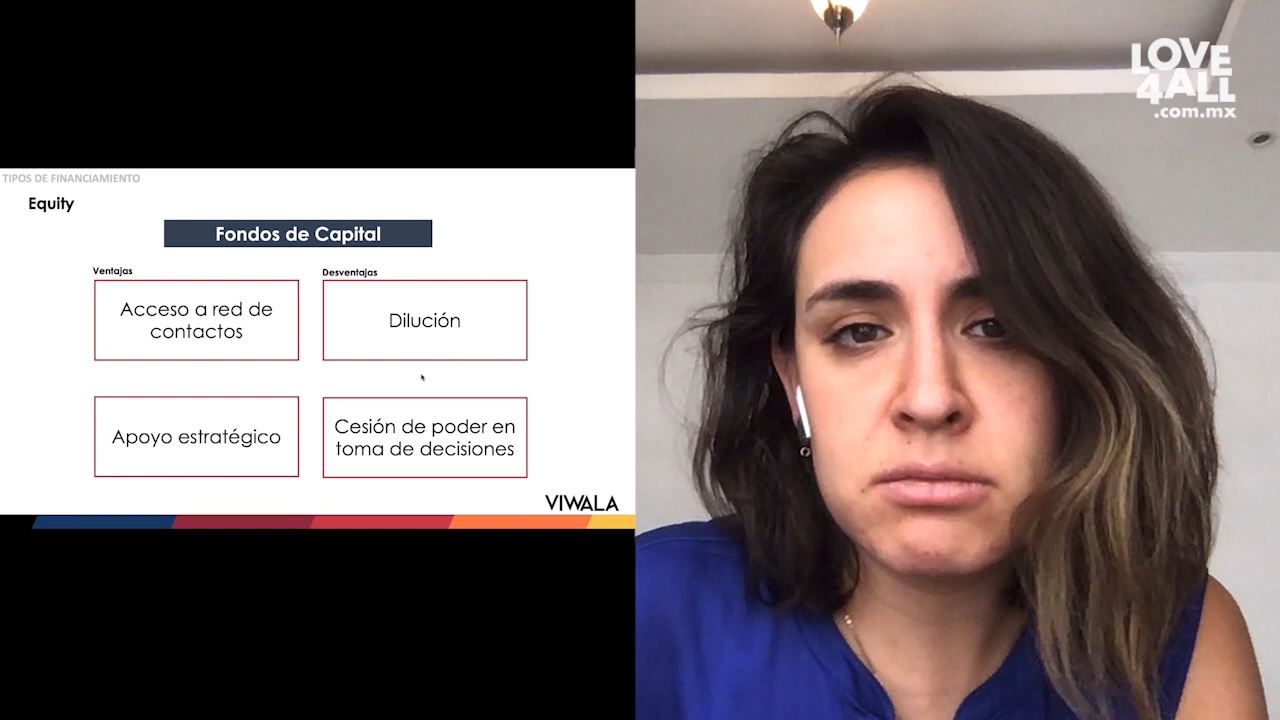 TIPOS DE FINANCIAMIENTO
Equity
Fondos de Capital
Ventajas
Desventajas
Acceso a red de
contactos
Dilución
Apoyo estratégico
Cesión de poder en
toma de decisiones
VIWALA
LOVE
4ALL
.com.mx